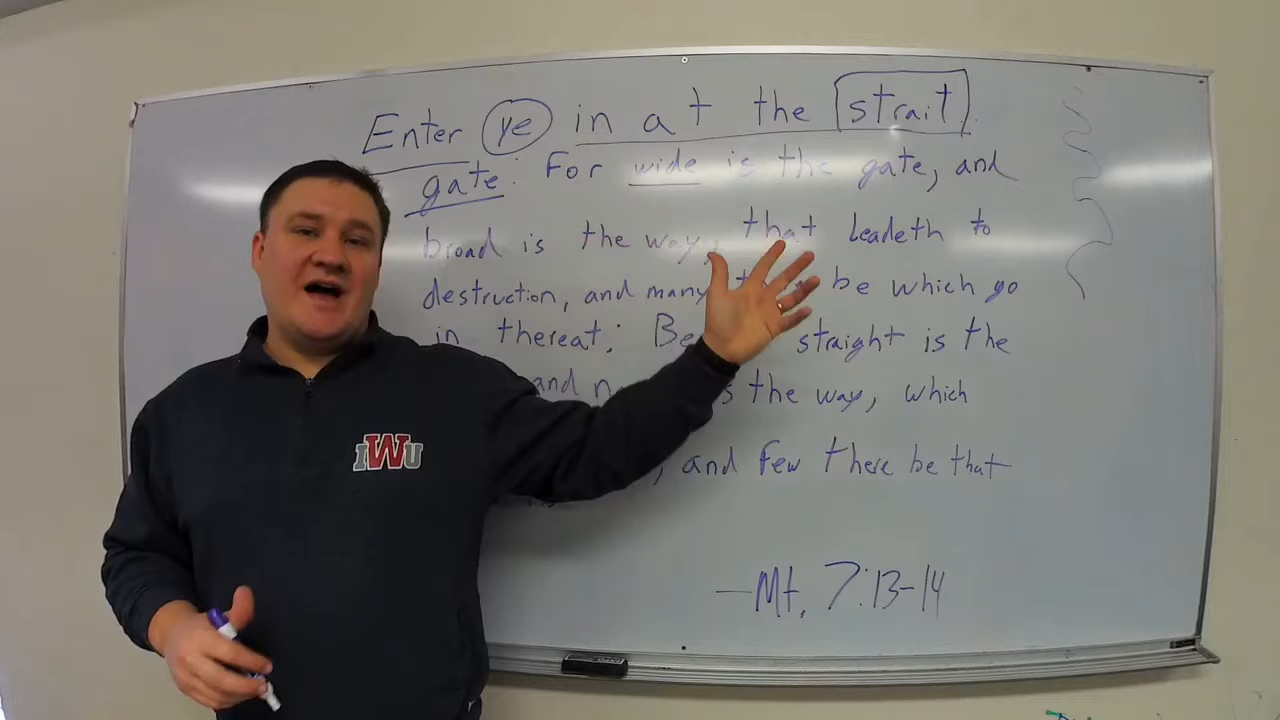 Enter ye in at the strait
gate: For wide is the gate, and
broad is the way, that leadeth to
destruction, and many be which go
in thereat: straight is the
and the way, which
, and few there be that
—Mt. 7:13-14
IWU